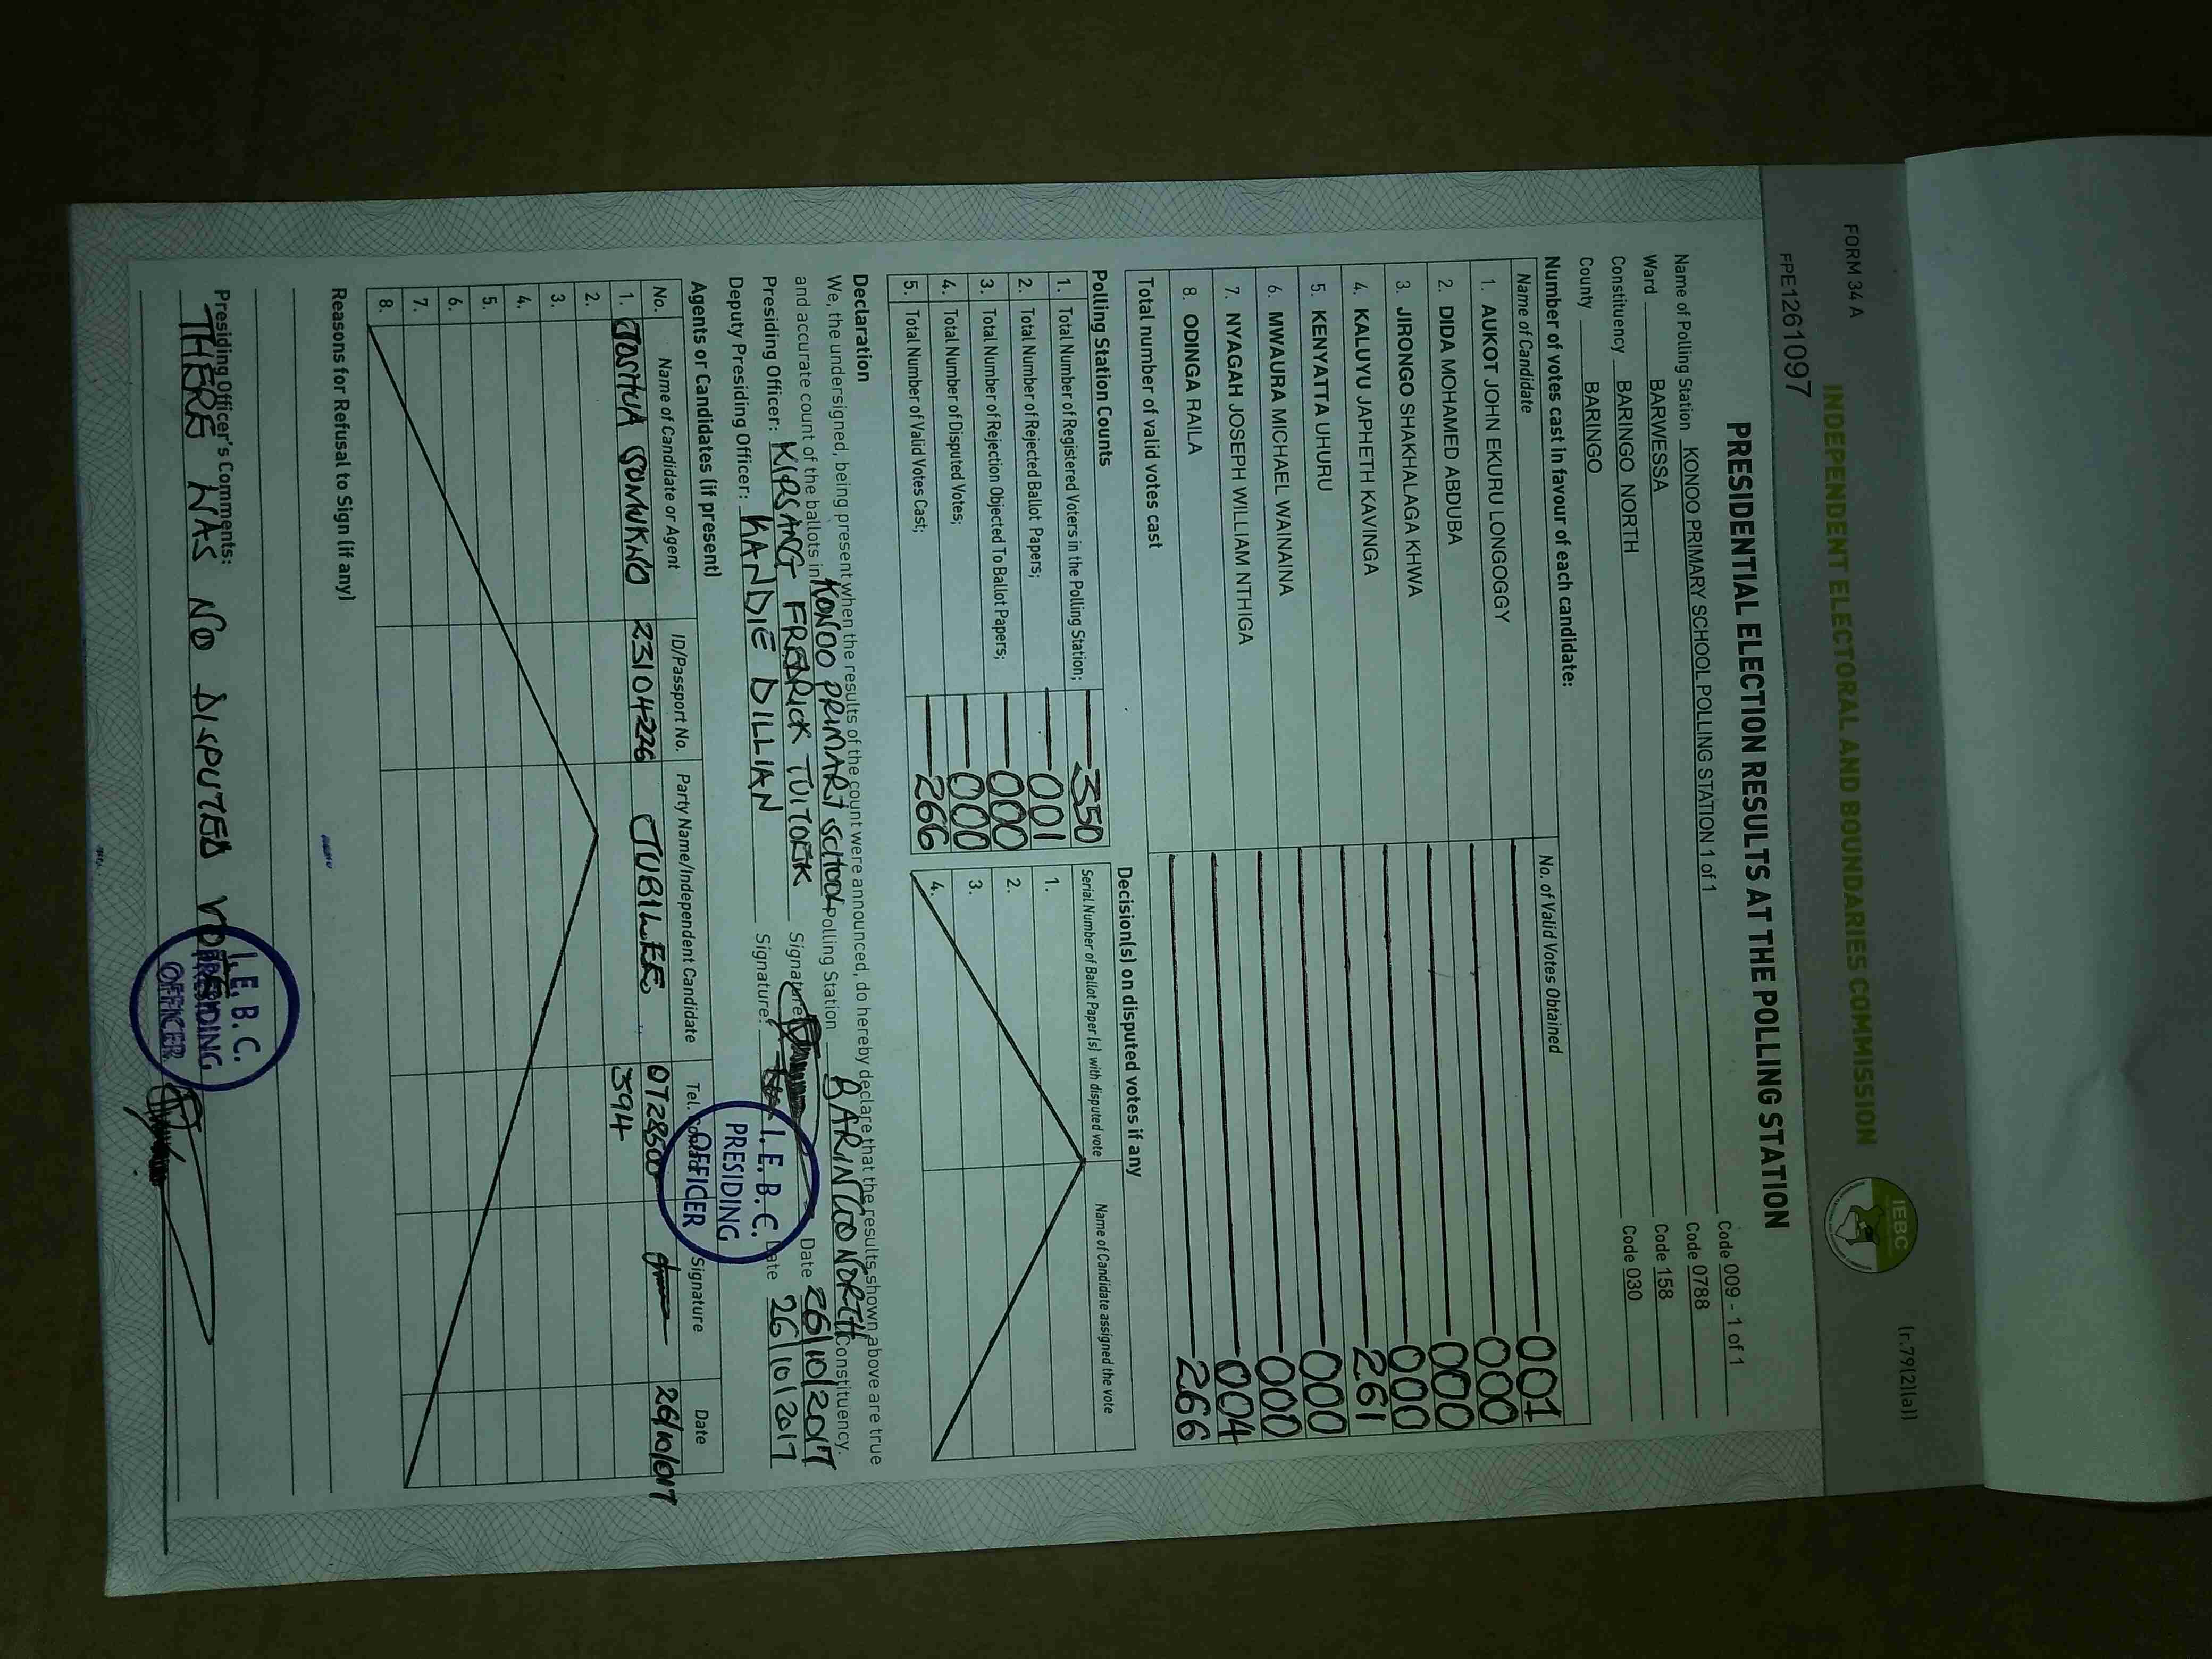 FORM 34 A
(r.79(2)(a))
INDEPENDENT ELECTORAL AND BOUNDARIES COMMISSION
IEBC
FPE1261097
PRESIDENTIAL ELECTION RESULTS AT THE POLLING STATION
Name of Polling Station KONOO PRIMARY SCHOOL POLLING STATION 1 of 1 Code 009 - 1 of 1
Ward BARWESSA Code 0788
Constituency BARINGO NORTH Code 158
County BARINGO Code 030
Number of votes cast in favour of each candidate:
Name of Candidate No. of Valid Votes Obtained
1. AUKOT JOHN EKURU LONGOGGY 001
2. DIDA MOHAMED ABDUBA 000
3. JIRONGO SHAKHALAGA KHWA 000
4. KALUYU JAPHETH KAVINGA 000
5. KENYATTA UHURU 261
6. MWAURA MICHAEL WAINAINA 000
7. NYAGAH JOSEPH WILLIAM NTHIGA 000
8. ODINGA RAILA 004
Total number of valid votes cast 266
Polling Station Counts
1. Total Number of Registered Voters in the Polling Station; 350
2. Total Number of Rejected Ballot Papers; 001
3. Total Number of Rejection Objected To Ballot Papers; 000
4. Total Number of Disputed Votes; 000
5. Total Number of Valid Votes Cast; 266
Decision(s) on disputed votes if any
Serial Number of Ballot Paper(s) with disputed vote Name of Candidate assigned the vote
1.
2.
3.
4.
Declaration
We, the undersigned, being present when the results of the count were announced, do hereby declare that the results shown above are true
and accurate count of the ballots in KONOO PRIMARY SCHOOL Polling Station BARINGO NORTH Constituency.
Presiding Officer: KIPSANG FREDRICK TUITOEK Signature Date 26/10/2017
Deputy Presiding Officer: KANDIE DILLIAN Signature: Date 26/10/2017
I.E.B.C.
PRESIDING
OFFICER
Agents or Candidates (if present)
No. Name of Candidate or Agent ID/Passport No. Party Name/Independent Candidate Tel. Signature Date
1. JOSHUA 23104226 JUBILEE 394
2.
3.
4.
5.
6.
7.
8.
Reasons for Refusal to Sign (if any)
Presiding Officer's Comments:
THERE WAS NO DISPUTED VOTES
I.E.B.C.
PRESIDING
OFFICER